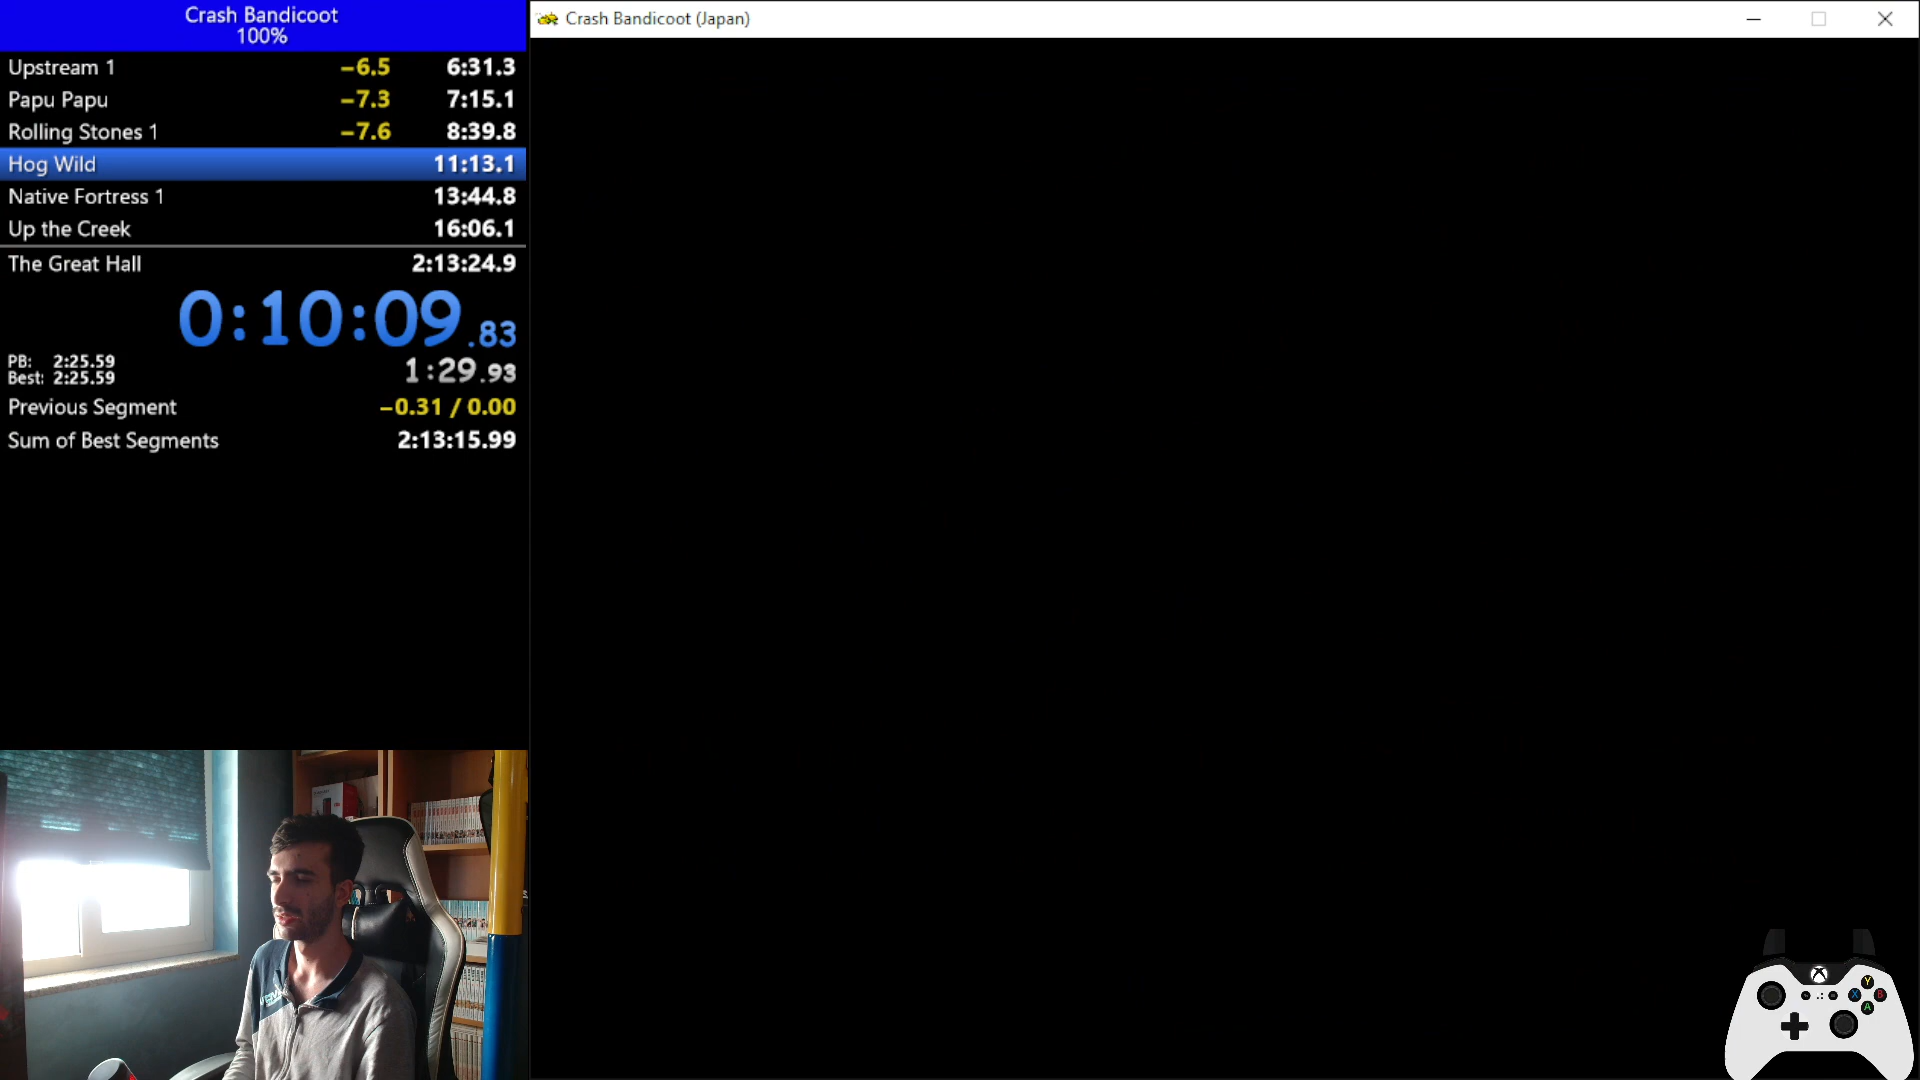 Crash Bandicoot
100%
Crash Bandicoot (Japan)
Upstream 1 −6.5 6:31.3
Papu Papu −7.3 7:15.1
Rolling Stones 1 −7.6 8:39.8
Hog Wild 11:13.1
Native Fortress 1 13:44.8
Up the Creek 16:06.1
The Great Hall 2:13:24.9
0:10:09.83
PB: 2:25.59
Best: 2:25.59
1:29.93
Previous Segment −0.31 / 0.00
Sum of Best Segments 2:13:15.99
Y
X B
A